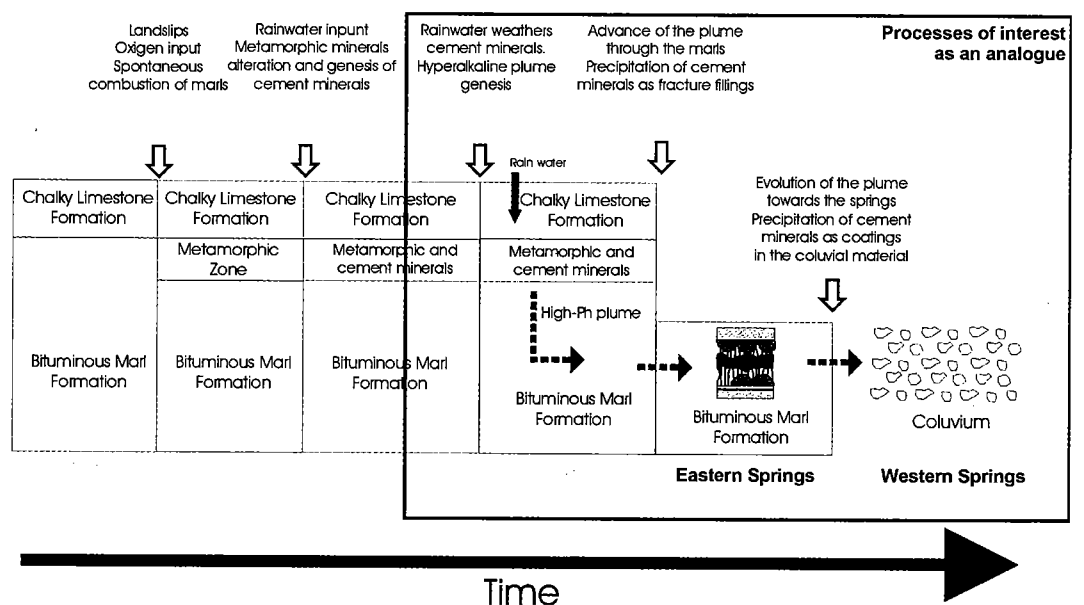 Landslips
Oxigen input
Spontaneous
combustion of marls
Rainwater inpunt
Metamorphic minerals
alteration and genesis of
cement minerals
Rainwater weathers
cement minerals.
Hyperalkaline plume
genesis
Advance of the plume
through the marls
Precipitation of cement
minerals as fracture fillings
Processes of interest
as an analogue
Rain water
Evolution of the plume
towards the springs
Precipitation of cement
minerals as coatings
in the coluvial material
Chalky Limestone
Formation
Chalky Limestone
Formation
Chalky Limestone
Formation
Chalky Limestone
Formation
Metamorphic
Zone
Metamorphic and
cement minerals
Metamorphic and
cement minerals
High-Ph plume
Bituminous Marl
Formation
Bituminous Marl
Formation
Bituminous Marl
Formation
Bituminous Marl
Formation
Bituminous Marl
Formation
Coluvium
Eastern Springs
Western Springs
Time